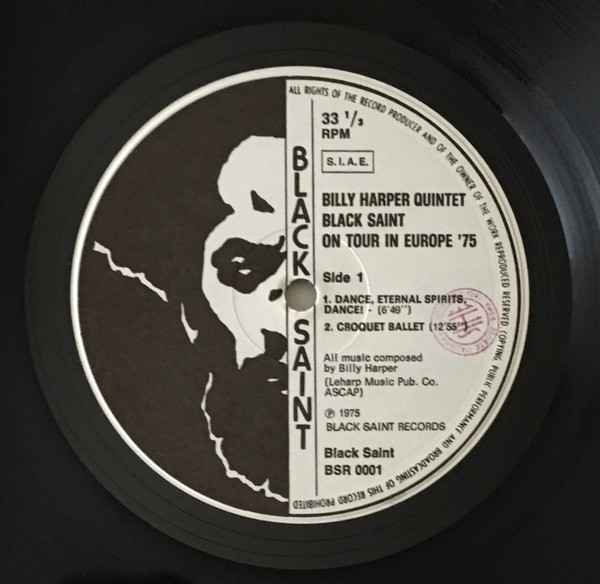 ALL RIGHTS OF THE RECORD PRODUCER AND OF THE OWNER OF THE WORK REPRODUCED RESERVED (COPYING, PUBLIC PERFORMANCE AND BROADCASTING OF THIS RECORD PROHIBITED
BLACK SAINT
33 1/3
RPM
S.I.A.E.
BILLY HARPER QUINTET
BLACK SAINT
ON TOUR IN EUROPE '75
Side 1
1. DANCE, ETERNAL SPIRITS,
DANCE! - (6'49")
2. CROQUET BALLET (12'55")
All music composed
by Billy Harper
(Leharp Music Pub. Co.
ASCAP)
℗ 1975
BLACK SAINT RECORDS
Black Saint
BSR 0001